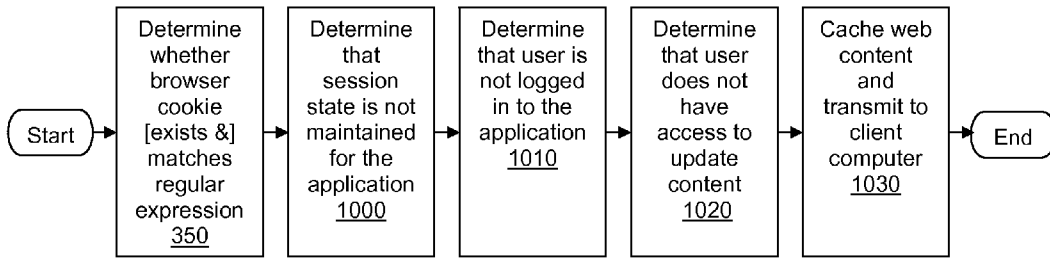 Start
Determine
whether
browser
cookie
[exists &]
matches
regular
expression
350
Determine
that
session
state is not
maintained
for the
application
1000
Determine
that user is
not logged
in to the
application
1010
Determine
that user
does not
have
access to
update
content
1020
Cache web
content
and
transmit to
client
computer
1030
End